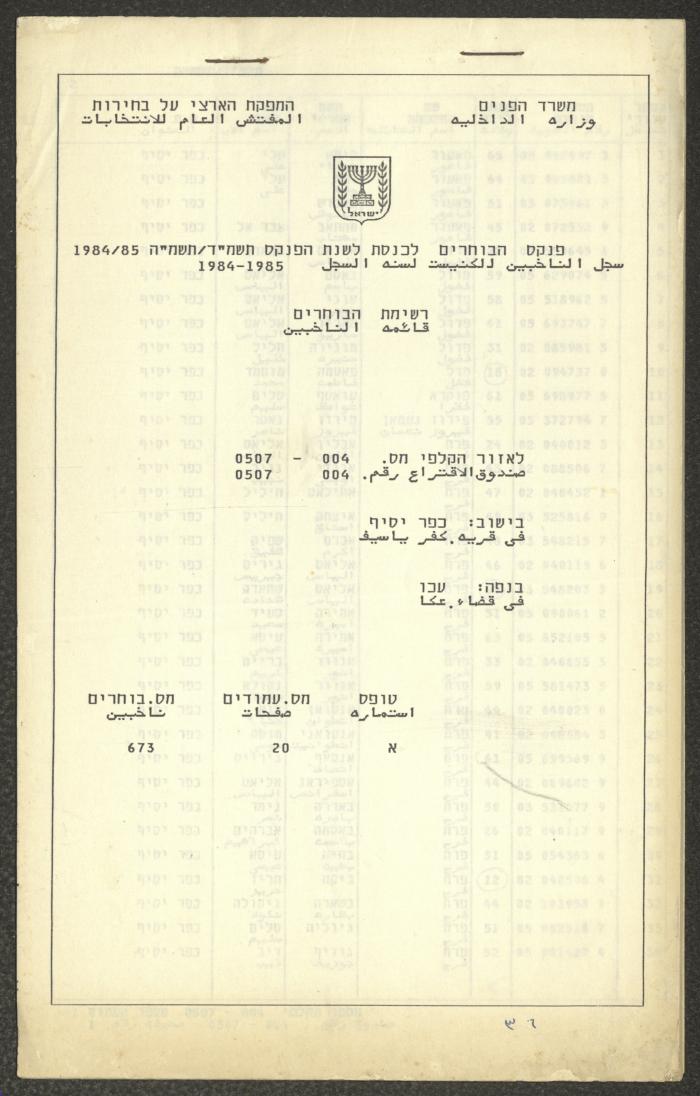 משרד הפנים המפקח הארצי על בחירות
وزاره الداخليه المفتش العام للانتخابات
ישראל
פנקס הבוחרים לכנסת לשנת הפנקס תשמ"ד/תשמ"ה 1984/85
سجل الناخبين للكنيست لسنه السجل 1984-1985
רשימת הבוחרים
قائمه الناخبين
לאזור הקלפי מס. 004 - 0507
صندوق الاقتراع رقم. 004 0507
בישוב: כפר יסיף
في قريه.كفر ياسيف
בנפה: עכו
في قضاء.عكا
טופס מס.עמודים מס.בוחרים
استماره صفحات ناخبين
א 20 673